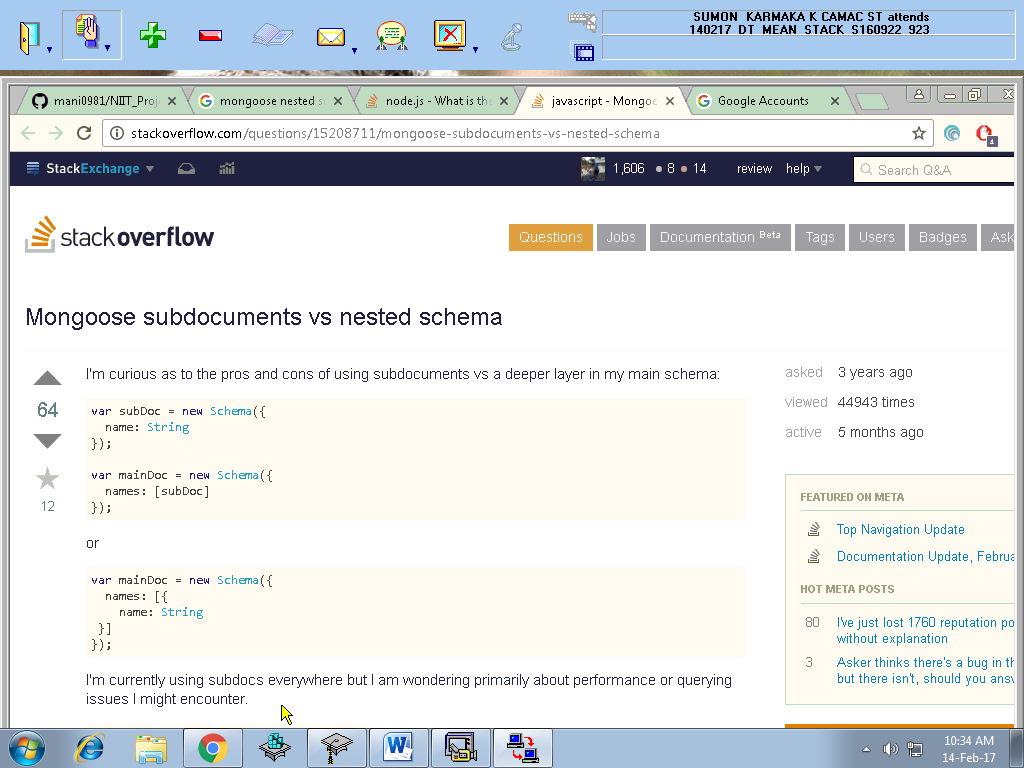 SUMON KARMAKA K CAMAC ST attends
140217 DT MEAN STACK S160922 923
mani0981/NIIT_Proj
mongoose nested s
node.js - What is the
javascript - Mongoo
Google Accounts
stackoverflow.com/questions/15208711/mongoose-subdocuments-vs-nested-schema
StackExchange
1,606
8
14
review
help
Search Q&A
stackoverflow
Questions
Jobs
Documentation Beta
Tags
Users
Badges
Ask
Mongoose subdocuments vs nested schema
64
12
I'm curious as to the pros and cons of using subdocuments vs a deeper layer in my main schema:
var subDoc = new Schema({
name: String
});
var mainDoc = new Schema({
names: [subDoc]
});
or
var mainDoc = new Schema({
names: [{
name: String
}]
});
I'm currently using subdocs everywhere but I am wondering primarily about performance or querying
issues I might encounter.
asked 3 years ago
viewed 44943 times
active 5 months ago
FEATURED ON META
Top Navigation Update
Documentation Update, Februa
HOT META POSTS
80 I've just lost 1760 reputation po
without explanation
3 Asker thinks there's a bug in th
but there isn't, should you answ
10:34 AM
14-Feb-17